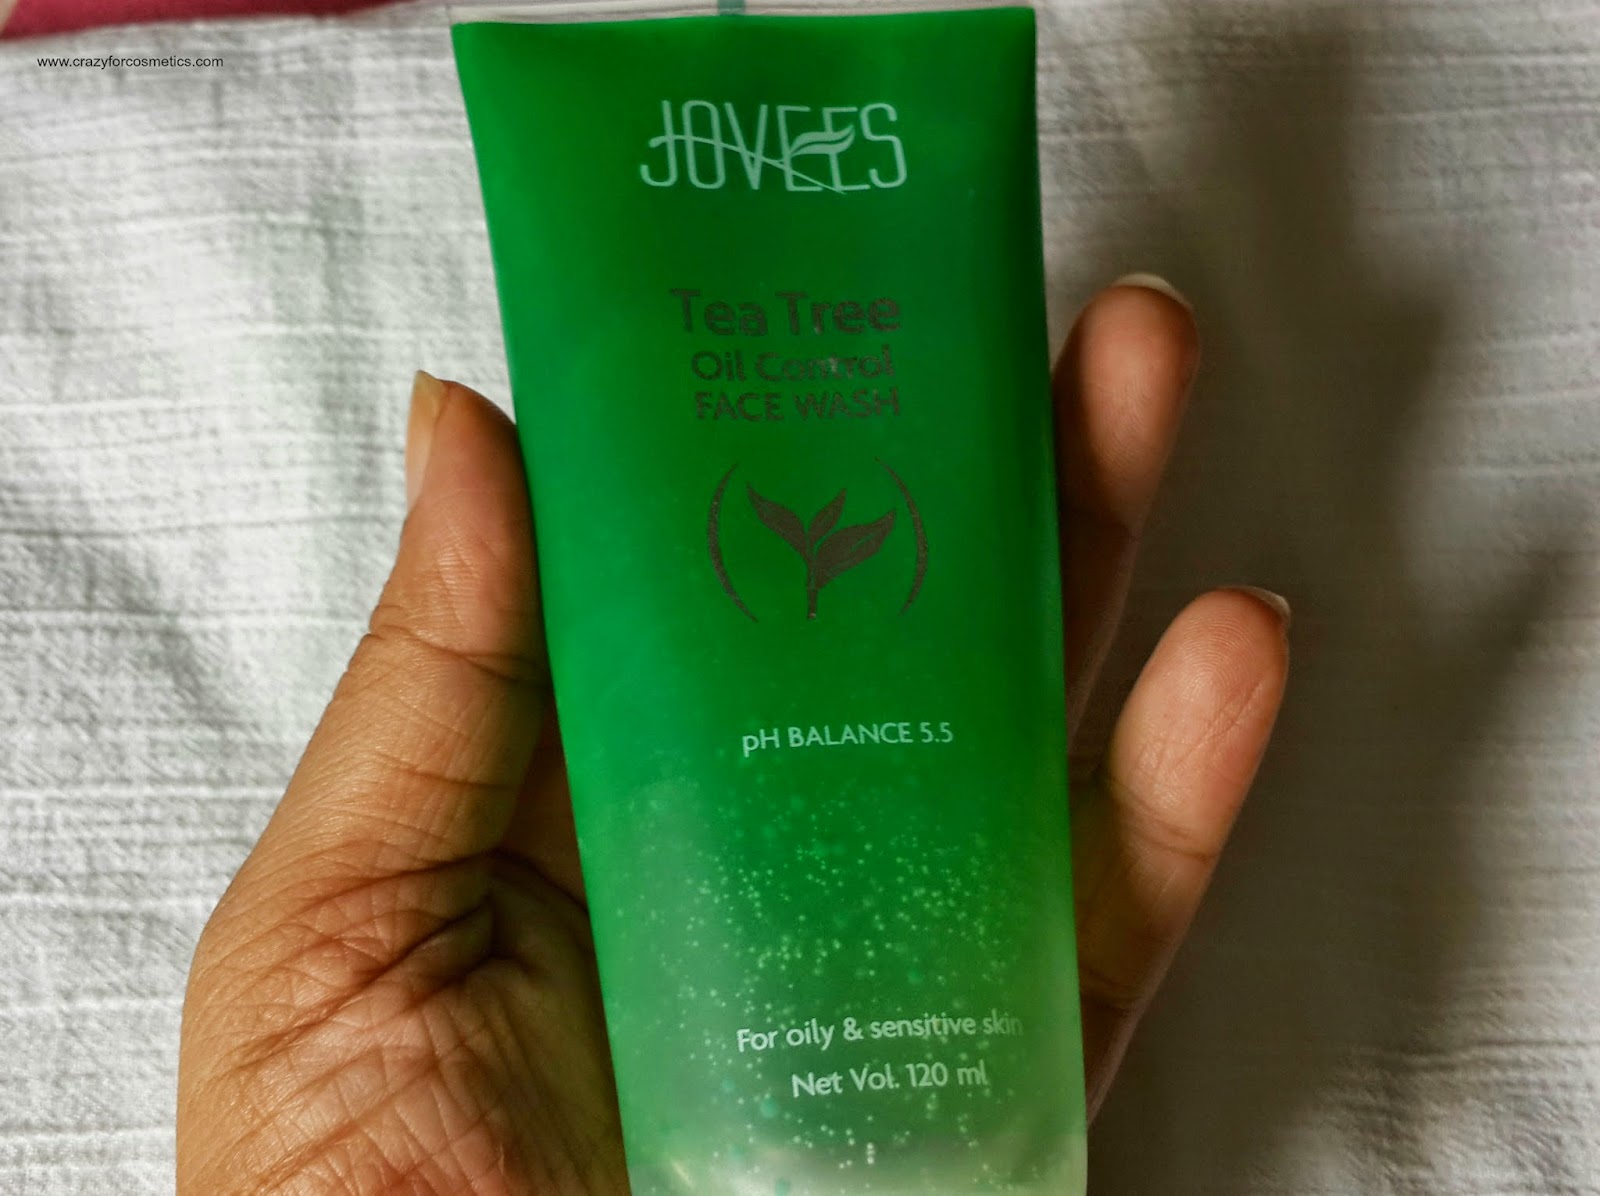 www.crazyforcosmetics.com
JOVEES
Tea Tree
Oil Control
FACE WASH
pH BALANCE 5.5
For oily & sensitive skin
Net Vol. 120 ml